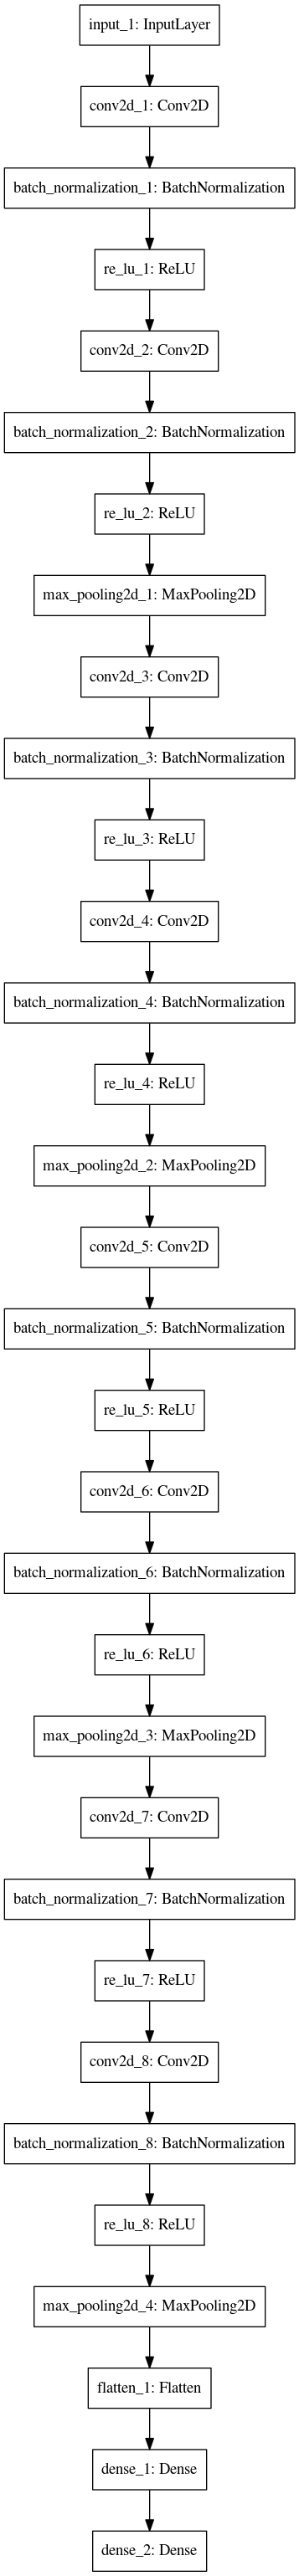 input_1: InputLayer
conv2d_1: Conv2D
batch_normalization_1: BatchNormalization
re_lu_1: ReLU
conv2d_2: Conv2D
batch_normalization_2: BatchNormalization
re_lu_2: ReLU
max_pooling2d_1: MaxPooling2D
conv2d_3: Conv2D
batch_normalization_3: BatchNormalization
re_lu_3: ReLU
conv2d_4: Conv2D
batch_normalization_4: BatchNormalization
re_lu_4: ReLU
max_pooling2d_2: MaxPooling2D
conv2d_5: Conv2D
batch_normalization_5: BatchNormalization
re_lu_5: ReLU
conv2d_6: Conv2D
batch_normalization_6: BatchNormalization
re_lu_6: ReLU
max_pooling2d_3: MaxPooling2D
conv2d_7: Conv2D
batch_normalization_7: BatchNormalization
re_lu_7: ReLU
conv2d_8: Conv2D
batch_normalization_8: BatchNormalization
re_lu_8: ReLU
max_pooling2d_4: MaxPooling2D
flatten_1: Flatten
dense_1: Dense
dense_2: Dense